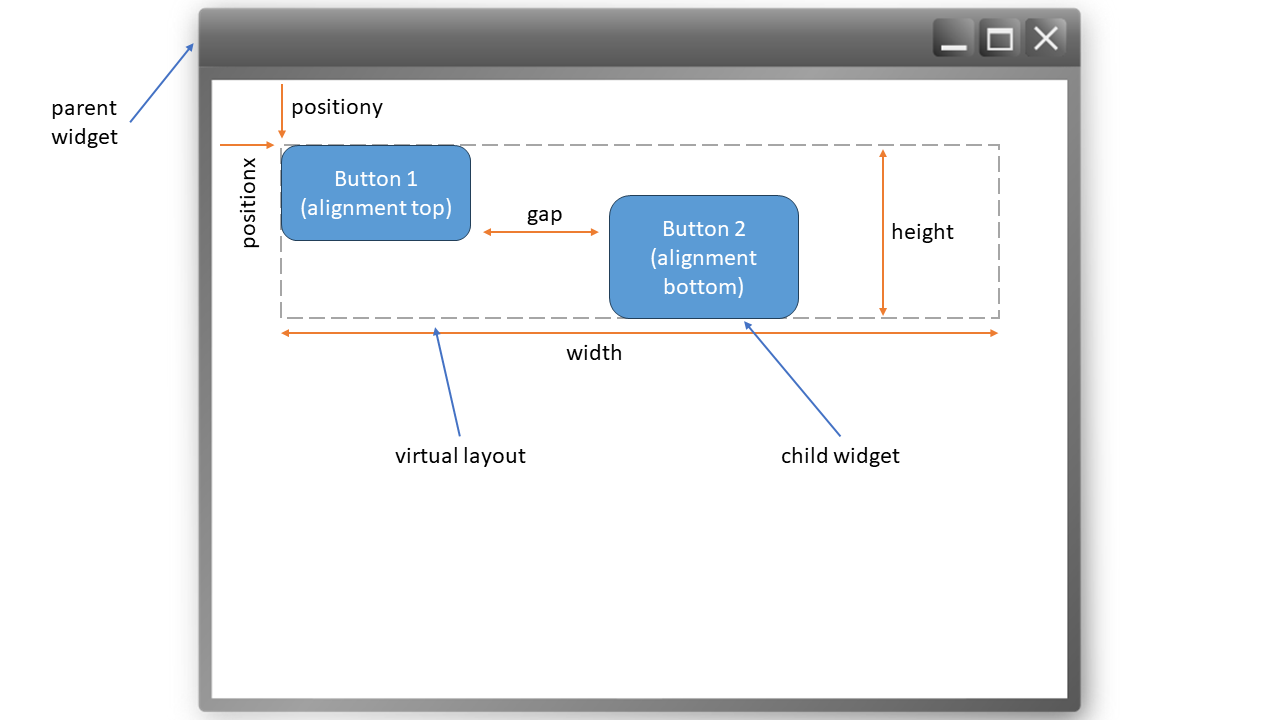 parent
widget
positiony
positionx
Button 1
(alignment top)
gap
Button 2
(alignment
bottom)
height
width
virtual layout
child widget